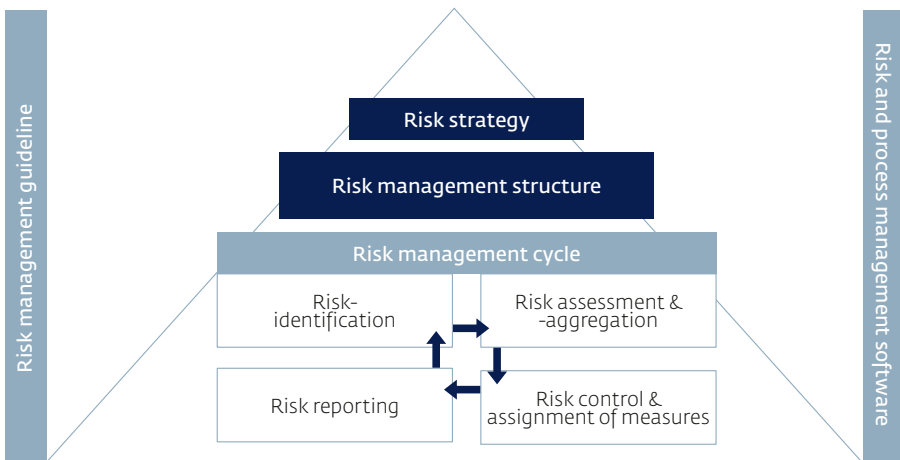 Risk management guideline
Risk strategy
Risk management structure
Risk management cycle
Risk-
identification
Risk assessment &
-aggregation
Risk reporting
Risk control &
assignment of measures
Risk and process management software